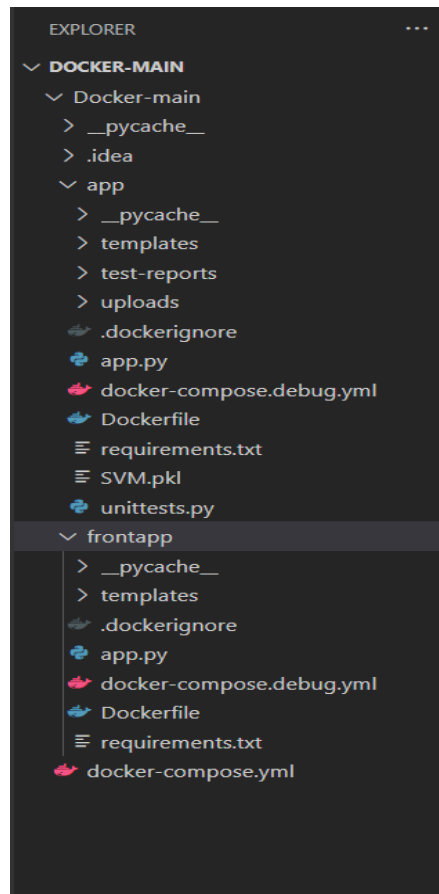 EXPLORER
DOCKER-MAIN
Docker-main
__pycache__
.idea
app
__pycache__
templates
test-reports
uploads
.dockerignore
app.py
docker-compose.debug.yml
Dockerfile
requirements.txt
SVM.pkl
unittests.py
frontapp
__pycache__
templates
.dockerignore
app.py
docker-compose.debug.yml
Dockerfile
requirements.txt
docker-compose.yml